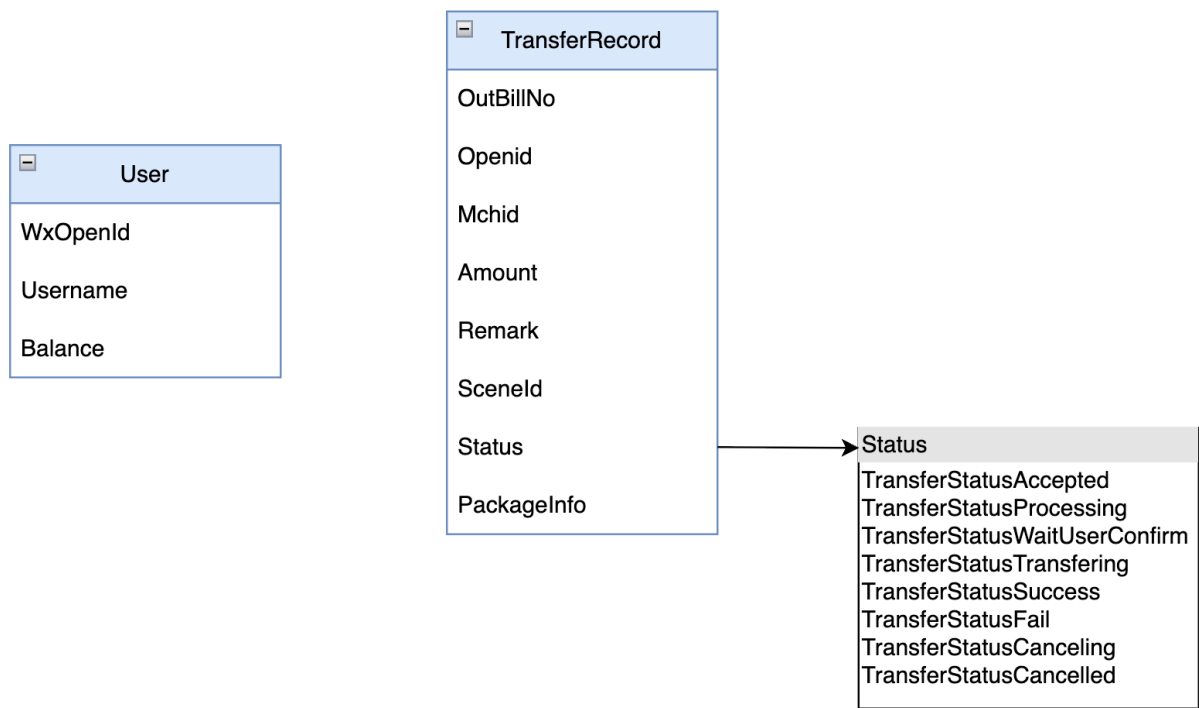 User
WxOpenId
Username
Balance
TransferRecord
OutBillNo
Openid
Mchid
Amount
Remark
SceneId
Status
PackageInfo
Status
TransferStatusAccepted
TransferStatusProcessing
TransferStatusWaitUserConfirm
TransferStatusTransfering
TransferStatusSuccess
TransferStatusFail
TransferStatusCanceling
TransferStatusCancelled